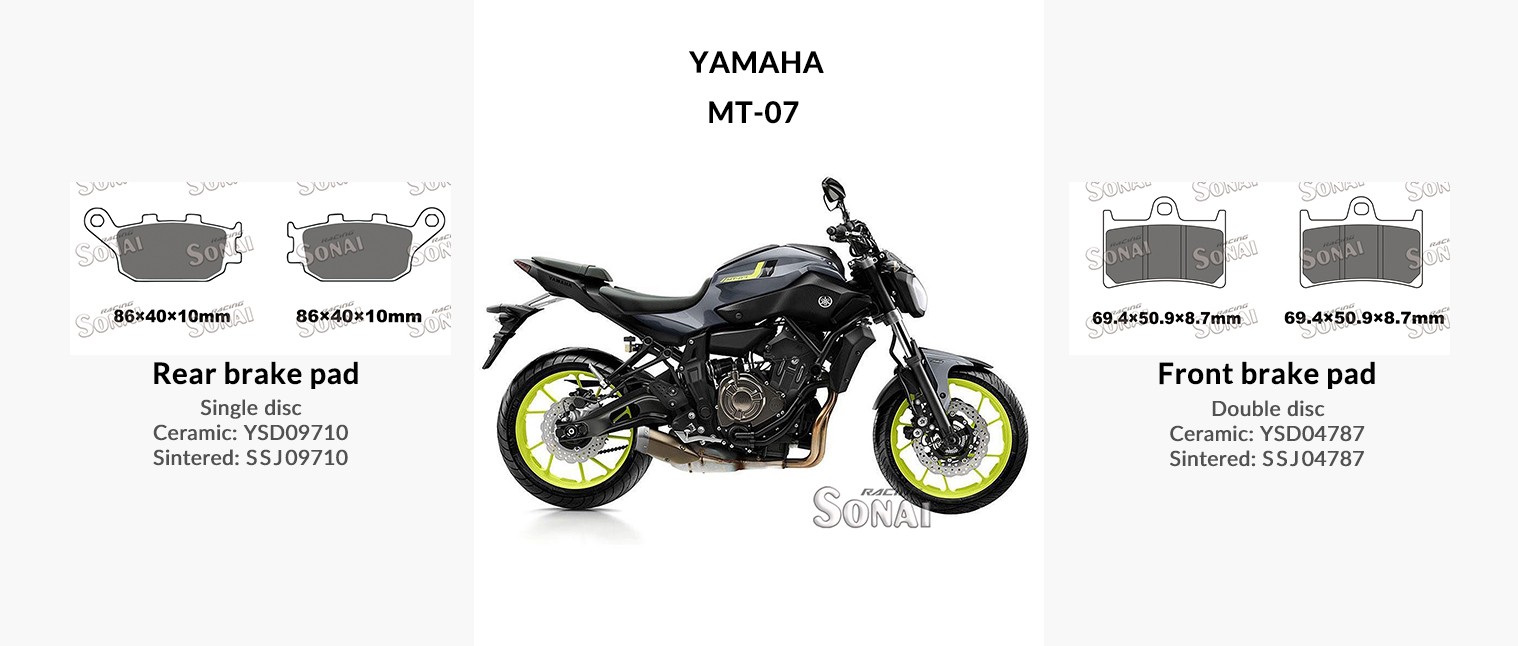 YAMAHA
MT-07
86×40×10mm
86×40×10mm
Rear brake pad
Single disc
Ceramic: YSD09710
Sintered: SSJ09710
RACING
SONAI
69.4×50.9×8.7mm
69.4×50.9×8.7mm
Front brake pad
Double disc
Ceramic: YSD04787
Sintered: SSJ04787